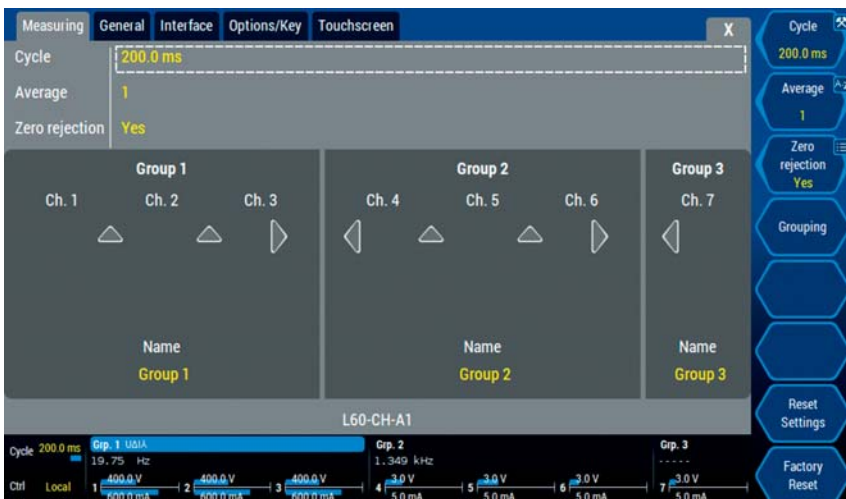 Measuring General Interface Options/Key Touchscreen X
Cycle 200.0 ms
Average 1
Zero rejection Yes
Group 1 Group 2 Group 3
Ch. 1 Ch. 2 Ch. 3 Ch. 4 Ch. 5 Ch. 6 Ch. 7
Name Name Name
Group 1 Group 2 Group 3
L60-CH-A1
Cycle
200.0 ms
Average
1
Zero
rejection
Yes
Grouping
Reset
Settings
Factory
Reset
Cycle 200.0 ms Grp. 1 Grp. 2 Grp. 3
19.75 Hz 1.349 kHz -----
Ctrl Local
1 400.0 V 2 400.0 V 3 400.0 V 4 3.0 V 5 3.0 V 6 3.0 V 7 3.0 V
600.0 mA 600.0 mA 600.0 mA 5.0 mA 5.0 mA 5.0 mA 5.0 mA